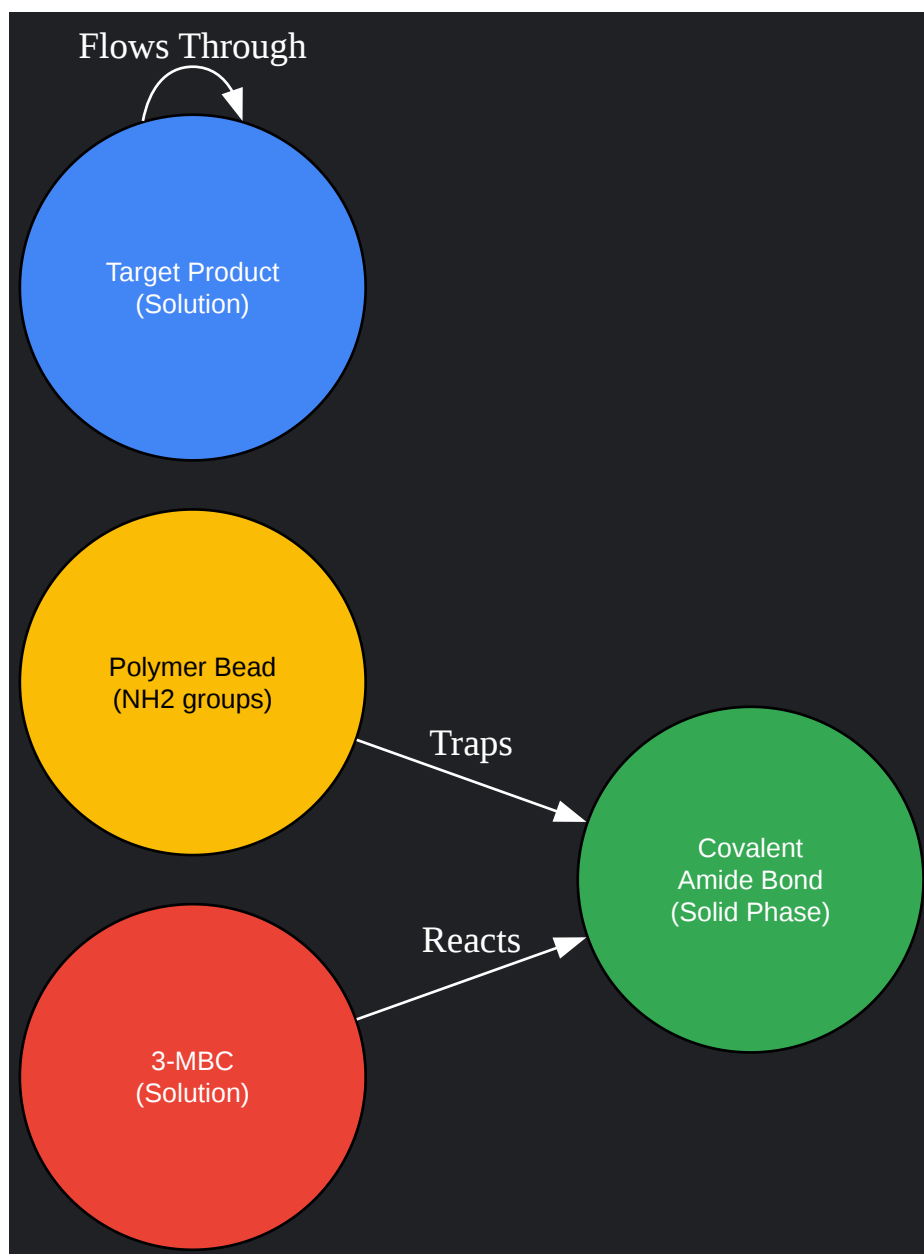 Flows Through
Target Product
(Solution)
Polymer Bead
(NH2 groups)
Traps
Covalent
Amide Bond
(Solid Phase)
Reacts
3-MBC
(Solution)